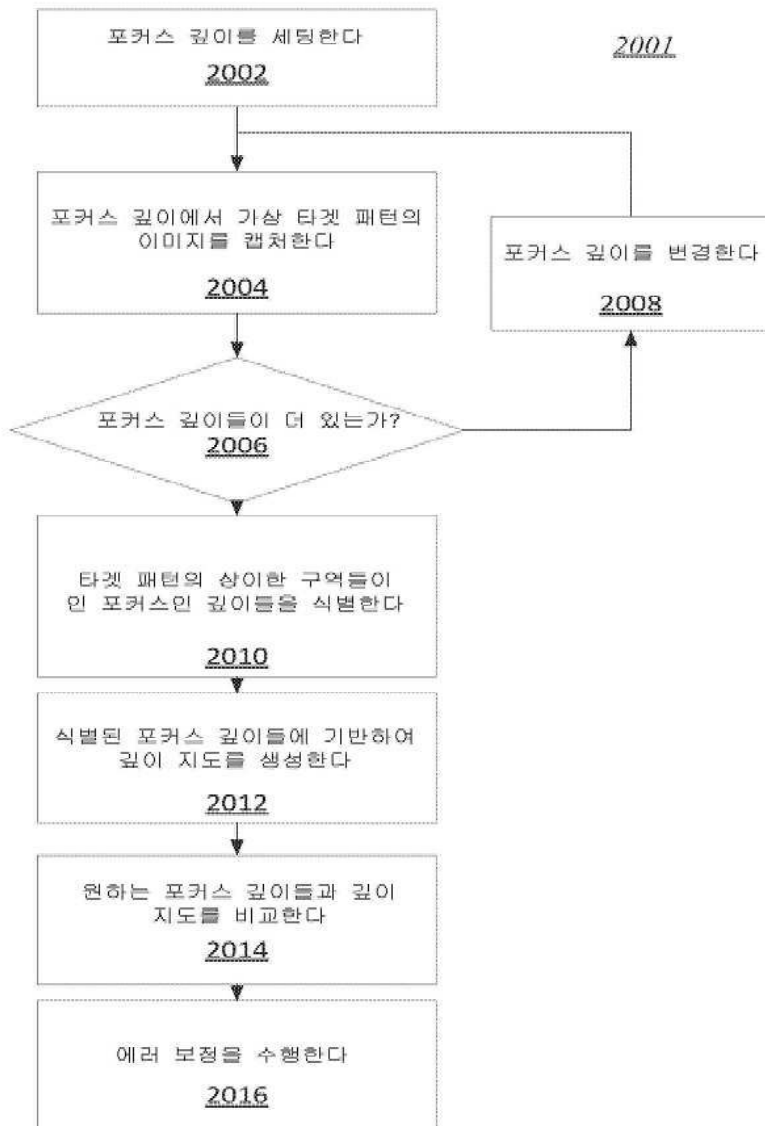 포커스 깊이를 세팅한다
2002
2001
포커스 깊이에서 가상 타겟 패턴의
이미지를 캡처한다
2004
포커스 깊이를 변경한다
2008
포커스 깊이들이 더 있는가?
2006
타겟 패턴의 상이한 구역들이
인 포커스인 깊이들을 식별한다
2010
식별된 포커스 깊이들에 기반하여
깊이 지도를 생성한다
2012
원하는 포커스 깊이들과 깊이
지도를 비교한다
2014
에러 보정을 수행한다
2016